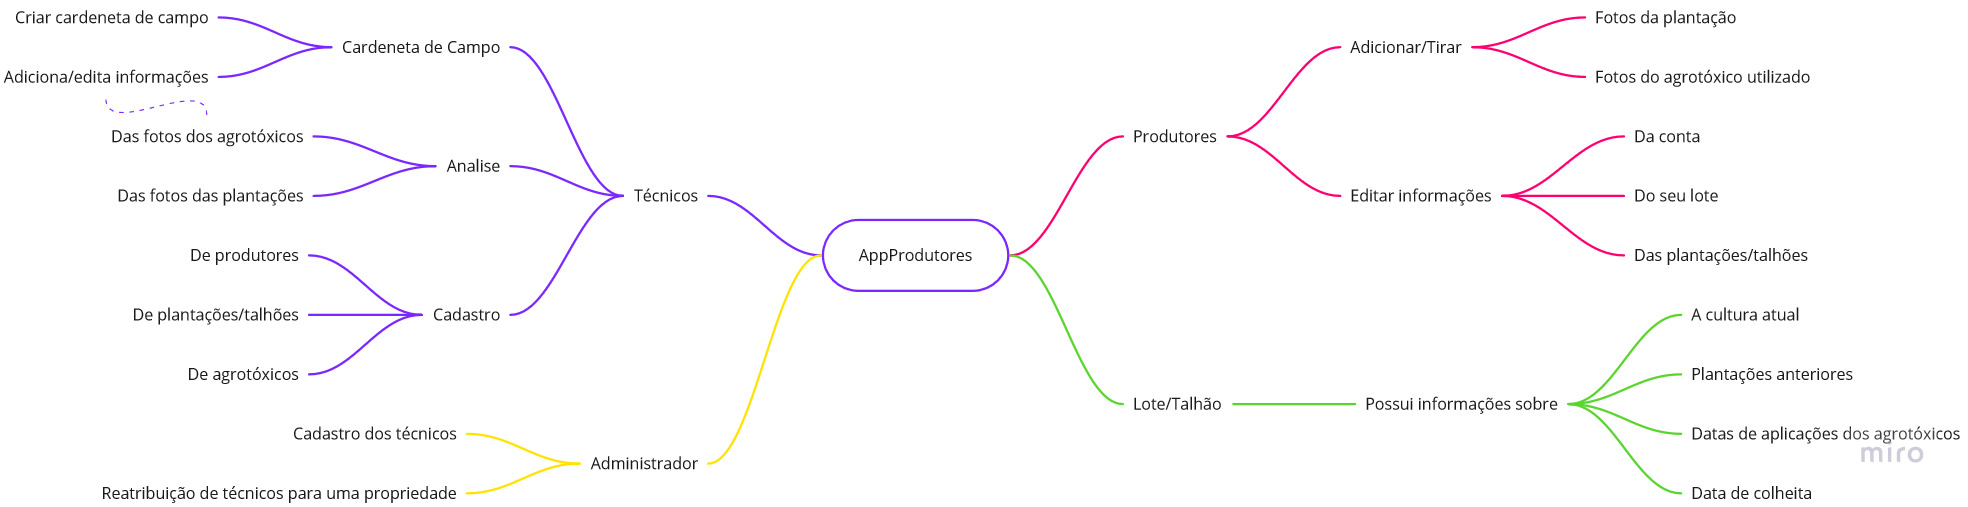 Criar cardeneta de campo
Adiciona/edita informações
Cardeneta de Campo
Das fotos dos agrotóxicos
Das fotos das plantações
Analise
De produtores
De plantações/talhões
De agrotóxicos
Cadastro
Técnicos
Cadastro dos técnicos
Reatribuição de técnicos para uma propriedade
Administrador
AppProdutores
Produtores
Adicionar/Tirar
Fotos da plantação
Fotos do agrotóxico utilizado
Editar informações
Da conta
Do seu lote
Das plantações/talhões
Lote/Talhão
Possui informações sobre
A cultura atual
Plantações anteriores
Datas de aplicações dos agrotóxicos
Data de colheita
miro